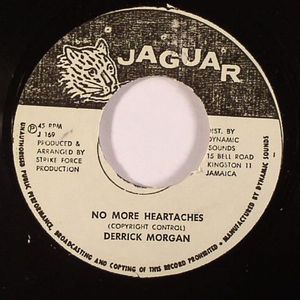 JAGUAR
℗ 45 RPM
J 169
PRODUCED &
ARRANGED BY
STRIKE FORCE
PRODUCTION
DIST. BY
DYNAMIC
SOUNDS
15 BELL ROAD
KINGSTON 11
JAMAICA
NO MORE HEARTACHES
(COPYRIGHT CONTROL)
DERRICK MORGAN
UNAUTHORISED PUBLIC PERFORMANCE, BROADCASTING AND COPYING OF THIS RECORD PROHIBITED • MANUFACTURED BY DYNAMIC SOUNDS